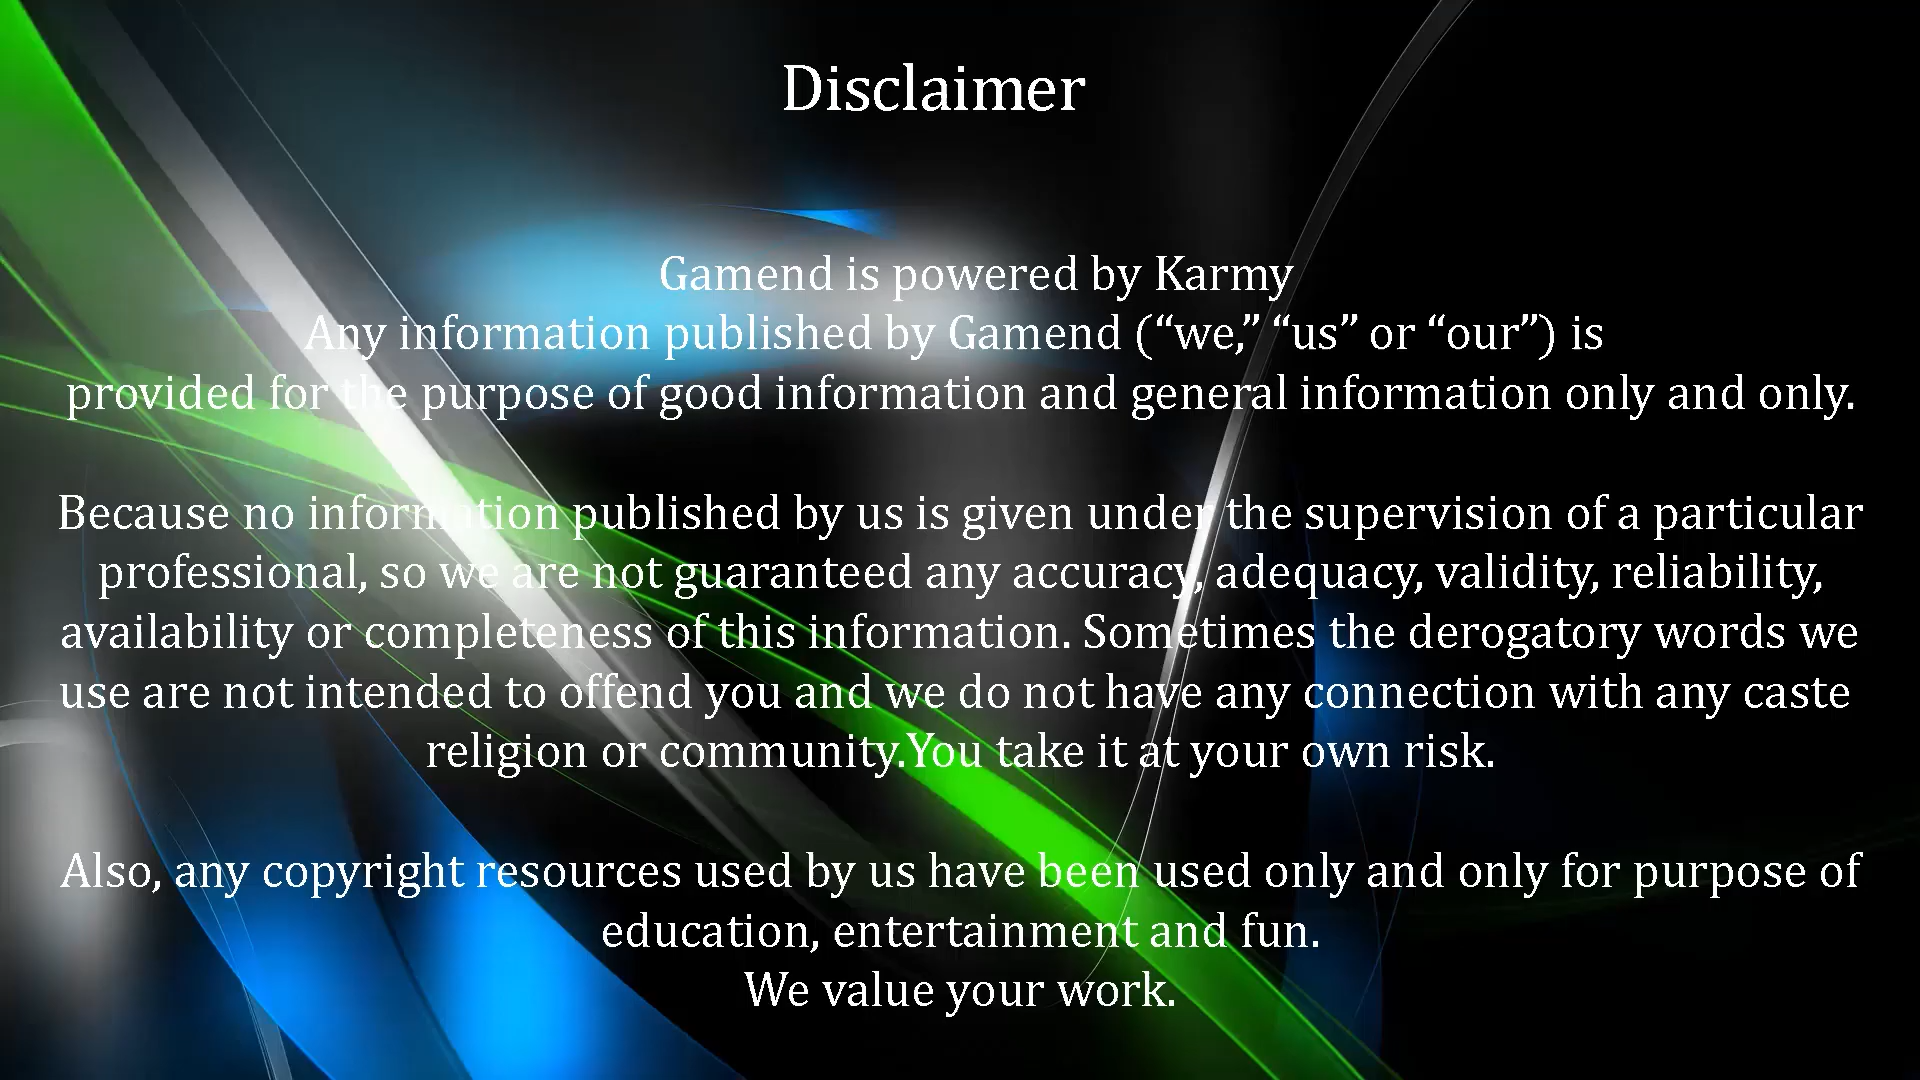 Disclaimer
Gamend is powered by Karmy
Any information published by Gamend (“we,” “us” or “our”) is
provided for the purpose of good information and general information only and only.
Because no information published by us is given under the supervision of a particular
professional, so we are not guaranteed any accuracy, adequacy, validity, reliability,
availability or completeness of this information. Sometimes the derogatory words we
use are not intended to offend you and we do not have any connection with any caste
religion or community.You take it at your own risk.
Also, any copyright resources used by us have been used only and only for purpose of
education, entertainment and fun.
We value your work.